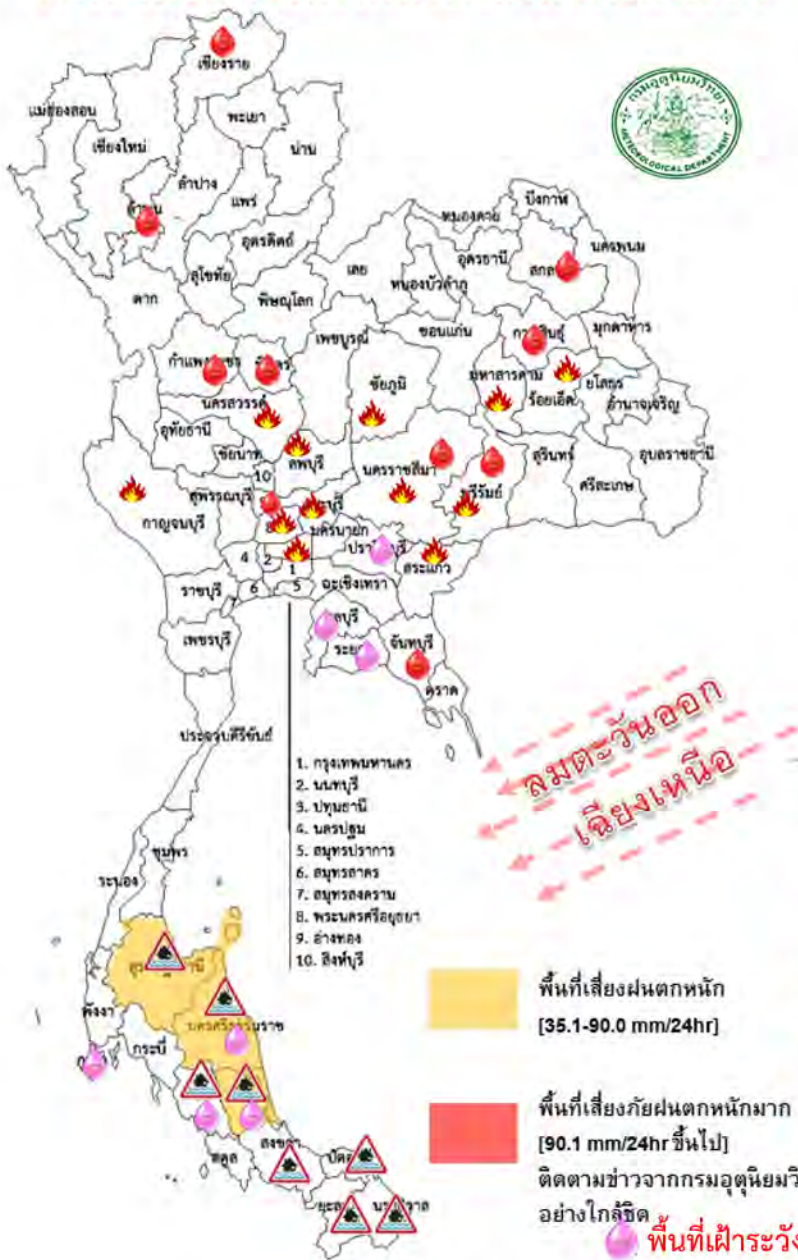 กรมอุตุนิยมวิทยา
METEOROLOGICAL DEPARTMENT
เชียงราย
แม่ฮ่องสอน
เชียงใหม่
พะเยา
น่าน
ลำปาง
แพร่
อุตรดิตถ์
สุโขทัย
ตาก
พิษณุโลก
เลย
หนองคาย
บึงกาฬ
นครพนม
อุดรธานี
หนองบัวลำภู
สกล
ขอนแก่น
มุกดาหาร
เพชรบูรณ์
ชัยภูมิ
มหาสารคาม
ร้อยเอ็ด
ยโสธร
อำนาจเจริญ
นครสวรรค์
อุทัยธานี
ชัยนาท
ลพบุรี
นครราชสีมา
สุรินทร์
ศรีสะเกษ
อุบลราชธานี
10
สุพรรณบุรี
กาญจนบุรี
นครนายก
สระแก้ว
4
2
1
ฉะเชิงเทรา
ราชบุรี
7
6
5
เพชรบุรี
จันทบุรี
ตราด
ประจวบคีรีขันธ์
ลมตะวันออก
เฉียงเหนือ
1. กรุงเทพมหานคร
2. นนทบุรี
3. ปทุมธานี
4. นครปฐม
5. สมุทรปราการ
6. สมุทรสาคร
7. สมุทรสงคราม
8. พระนครศรีอยุธยา
9. อ่างทอง
10. สิงห์บุรี
ชุมพร
ระนอง
พังงา
กระบี่
สตูล
พื้นที่เสี่ยงฝนตกหนัก
[35.1-90.0 mm/24hr]
พื้นที่เสี่ยงภัยฝนตกหนักมาก
[90.1 mm/24hr ขึ้นไป]
ติดตามข่าวจากกรมอุตุนิยมวิ
อย่างใกล้ชิด
พื้นที่เฝ้าระวัง